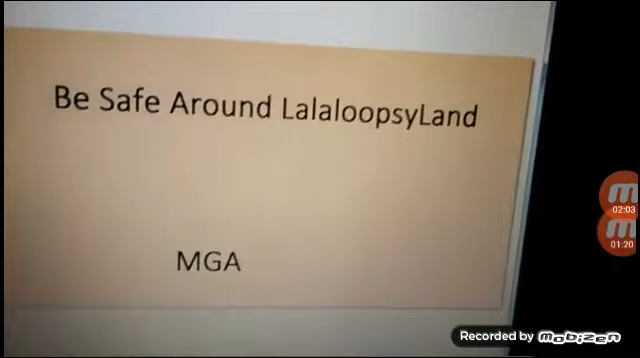 Be Safe Around LalaloopsyLand
MGA
02:03
01:20
Recorded by mobizen